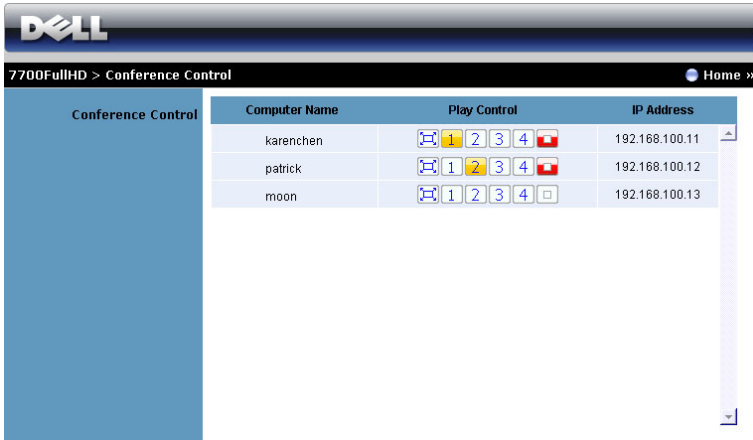 DELL
7700FullHD > Conference Control
Home »
Conference Control
Computer Name Play Control IP Address
karenchen 1 2 3 4 192.168.100.11
patrick 1 2 3 4 192.168.100.12
moon 1 2 3 4 192.168.100.13